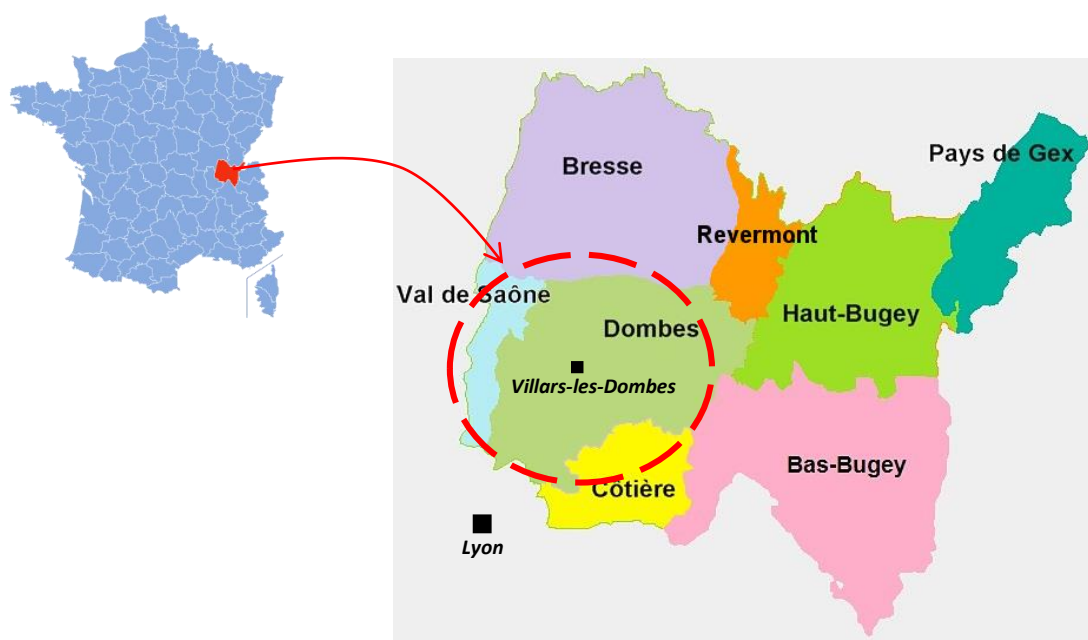 Bresse
Pays de Gex
Revermont
Val de Saône
Haut-Bugey
Dombes
Villars-les-Dombes
Bas-Bugey
Côtière
Lyon